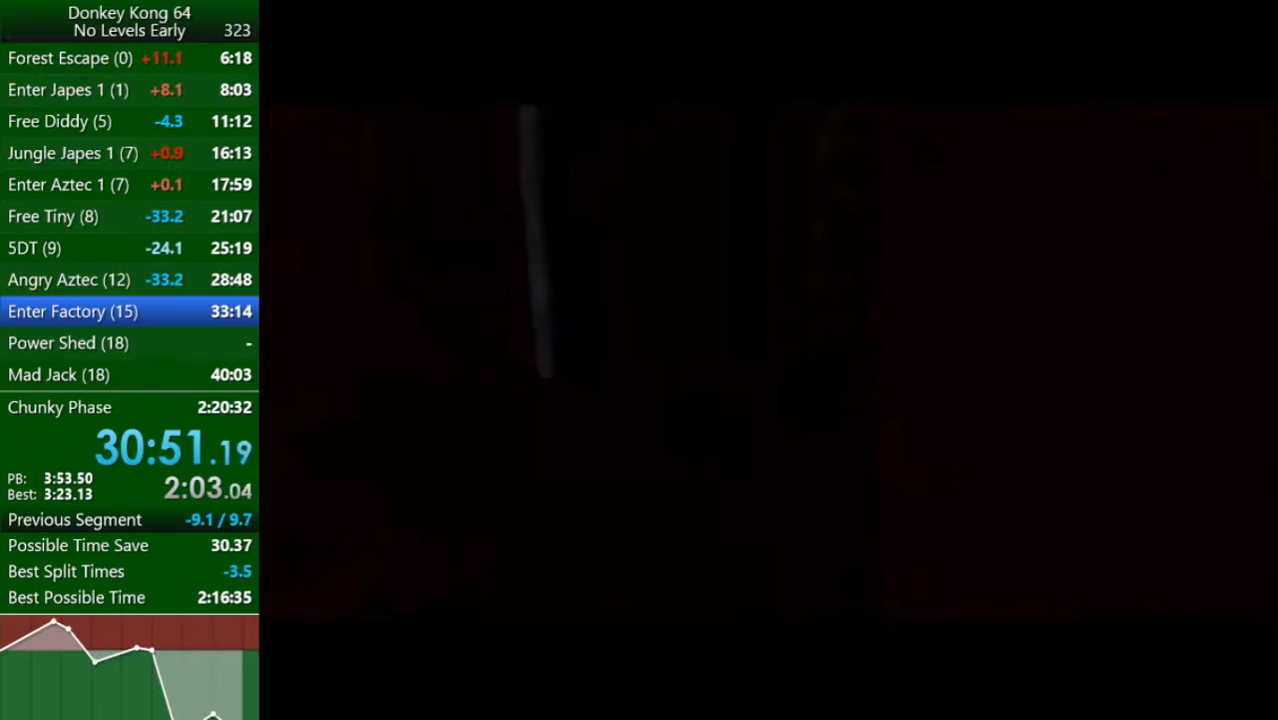 Donkey Kong 64
No Levels Early 323
Forest Escape (0) +11.1 6:18
Enter Japes 1 (1) +8.1 8:03
Free Diddy (5) -4.3 11:12
Jungle Japes 1 (7) +0.9 16:13
Enter Aztec 1 (7) +0.1 17:59
Free Tiny (8) -33.2 21:07
5DT (9) -24.1 25:19
Angry Aztec (12) -33.2 28:48
Enter Factory (15) 33:14
Power Shed (18) -
Mad Jack (18) 40:03
Chunky Phase 2:20:32
30:51.19
PB: 3:53.50
Best: 3:23.13 2:03.04
Previous Segment -9.1 / 9.7
Possible Time Save 30.37
Best Split Times -3.5
Best Possible Time 2:16:35